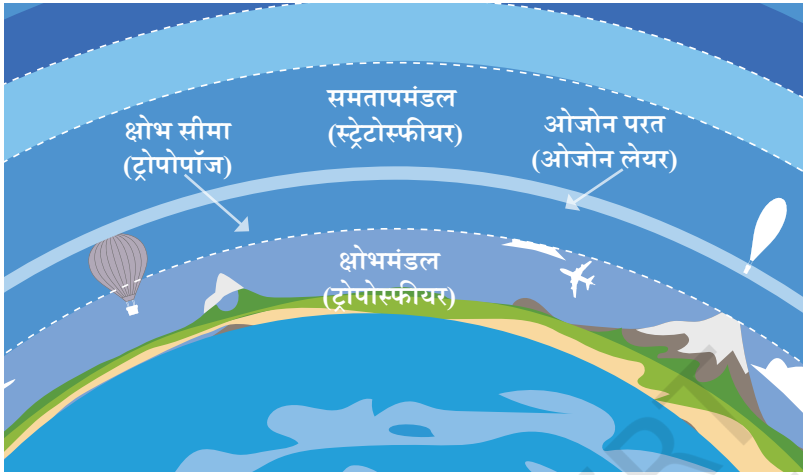 समतापमंडल
(स्ट्रेटोस्फीयर)
क्षोभ सीमा
(ट्रोपोपॉज)
ओजोन परत
(ओजोन लेयर)
क्षोभमंडल
(ट्रोपोस्फीयर)